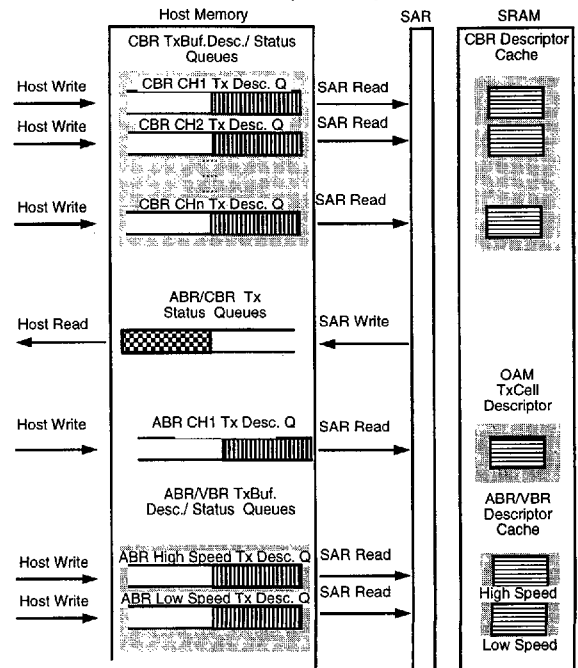 Host Memory
SAR
SRAM
CBR TxBuf.Desc./ Status
Queues
CBR Descriptor
Cache
Host Write
CBR CH1 Tx Desc. Q
SAR Read
Host Write
CBR CH2 Tx Desc. Q
SAR Read
....
....
Host Write
CBR CHn Tx Desc. Q
SAR Read
ABR/CBR Tx
Status Queues
Host Read
SAR Write
OAM
TxCell
Descriptor
Host Write
ABR CH1 Tx Desc. Q
SAR Read
ABR/VBR TxBuf.
Desc./ Status Queues
ABR/VBR
Descriptor
Cache
Host Write
ABR High Speed Tx Desc. Q
SAR Read
High Speed
Host Write
ABR Low Speed Tx Desc. Q
SAR Read
Low Speed